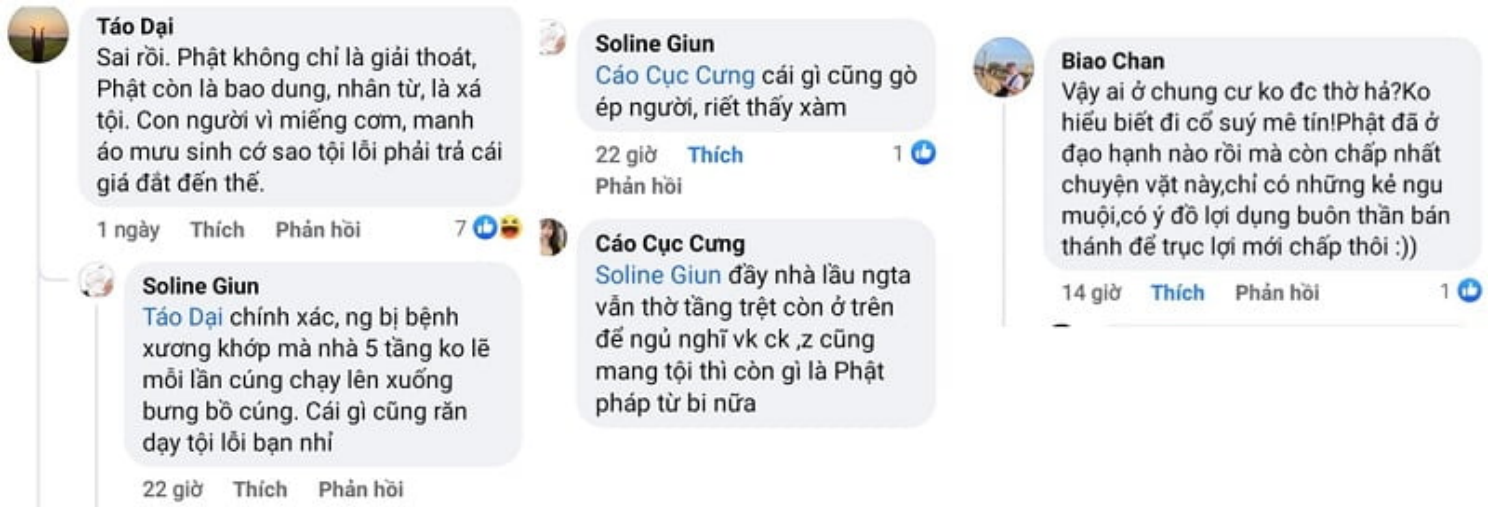 Táo Dại
Sai rồi. Phật không chỉ là giải thoát,
Phật còn là bao dung, nhân từ, là xá
tội. Con người vì miếng cơm, manh
áo mưu sinh cớ sao tội lỗi phải trả cái
giá đắt đến thế.
1 ngày Thích Phản hồi 7
Soline Giun
Táo Dại chính xác, ng bị bệnh
xương khớp mà nhà 5 tầng ko lẽ
mỗi lần cúng chạy lên xuống
bưng bồ cúng. Cái gì cũng răn
dạy tội lỗi bạn nhỉ
22 giờ Thích Phản hồi
Soline Giun
Cáo Cục Cưng cái gì cũng gò
ép người, riết thấy xàm
22 giờ Thích 1
Phản hồi
Cáo Cục Cưng
Soline Giun đầy nhà lầu ngta
vẫn thờ tầng trệt còn ở trên
để ngủ nghĩ vk ck ,z cũng
mang tội thì còn gì là Phật
pháp từ bi nữa
Biao Chan
Vậy ai ở chung cư ko đc thờ hả?Ko
hiểu biết đi cổ suý mê tín!Phật đã ở
đạo hạnh nào rồi mà còn chấp nhất
chuyện vặt này,chỉ có những kẻ ngu
muội,có ý đồ lợi dụng buôn thần bán
thánh để trục lợi mới chấp thôi :))
14 giờ Thích Phản hồi 1